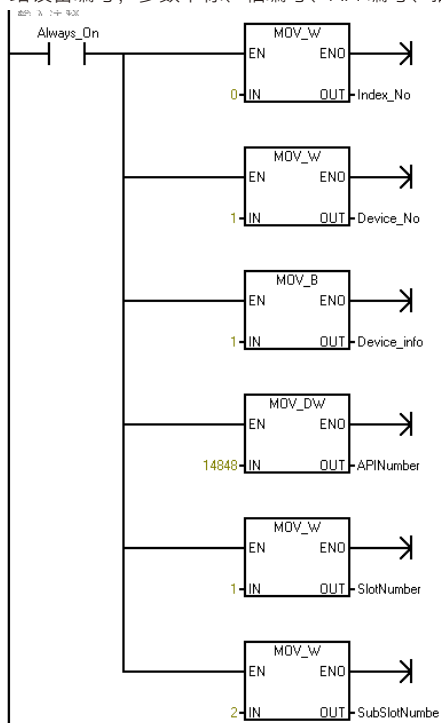 Always_On
MOV_W
EN ENO
0 IN OUT Index_No
MOV_W
EN ENO
1 IN OUT Device_No
MOV_B
EN ENO
1 IN OUT Device_info
MOV_DW
EN ENO
14848 IN OUT APINumber
MOV_W
EN ENO
1 IN OUT SlotNumber
MOV_W
EN ENO
2 IN OUT SubSlotNumbe